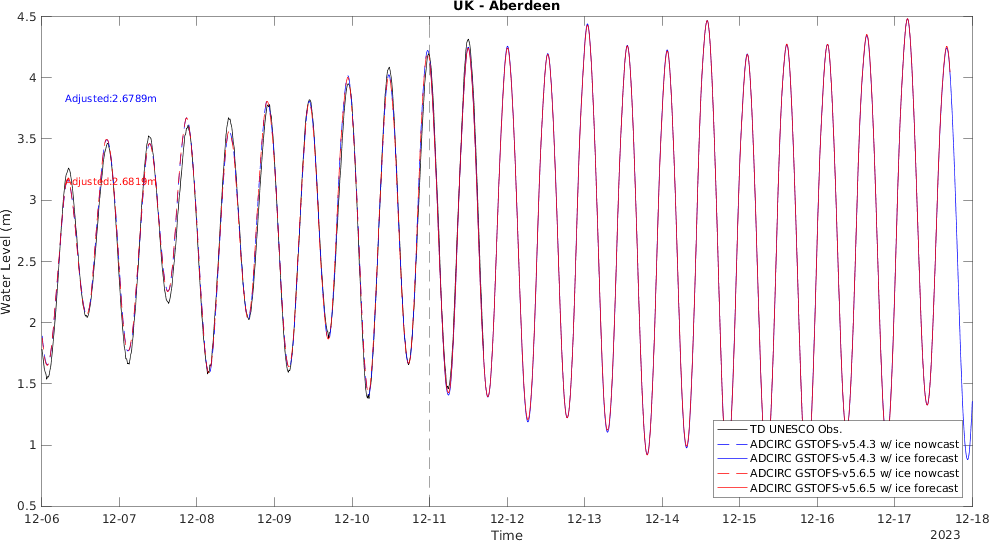 UK - Aberdeen
4.5
4
3.5
3
2.5
2
1.5
1
0.5
Water Level (m)
Adjusted:2.6789m
Adjusted:2.6819m
TD UNESCO Obs.
ADCIRC GSTOFS-v5.4.3 w/ ice nowcast
ADCIRC GSTOFS-v5.4.3 w/ ice forecast
ADCIRC GSTOFS-v5.6.5 w/ ice nowcast
ADCIRC GSTOFS-v5.6.5 w/ ice forecast
12-06 12-07 12-08 12-09 12-10 12-11 12-12 12-13 12-14 12-15 12-16 12-17 12-18
Time
2023